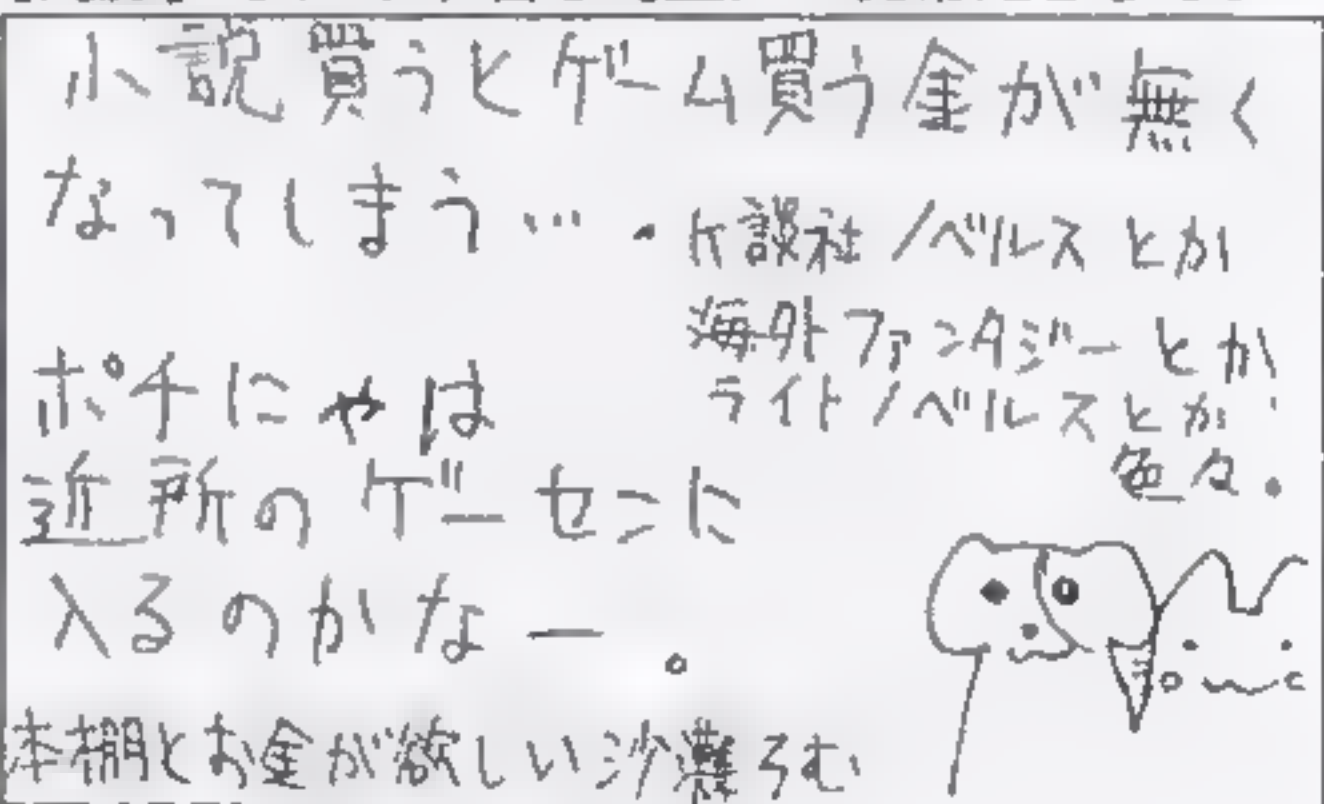 小説買うとゲーム買う金が無く
なってしまう…。
ケ談社ノベルスとか
海外ファンタジーとか
ライトノベルスとか
色々。
ポチにゃは
近所のゲーセンに
入るのかなー。
本棚とお金が欲しい沙灘ろむ